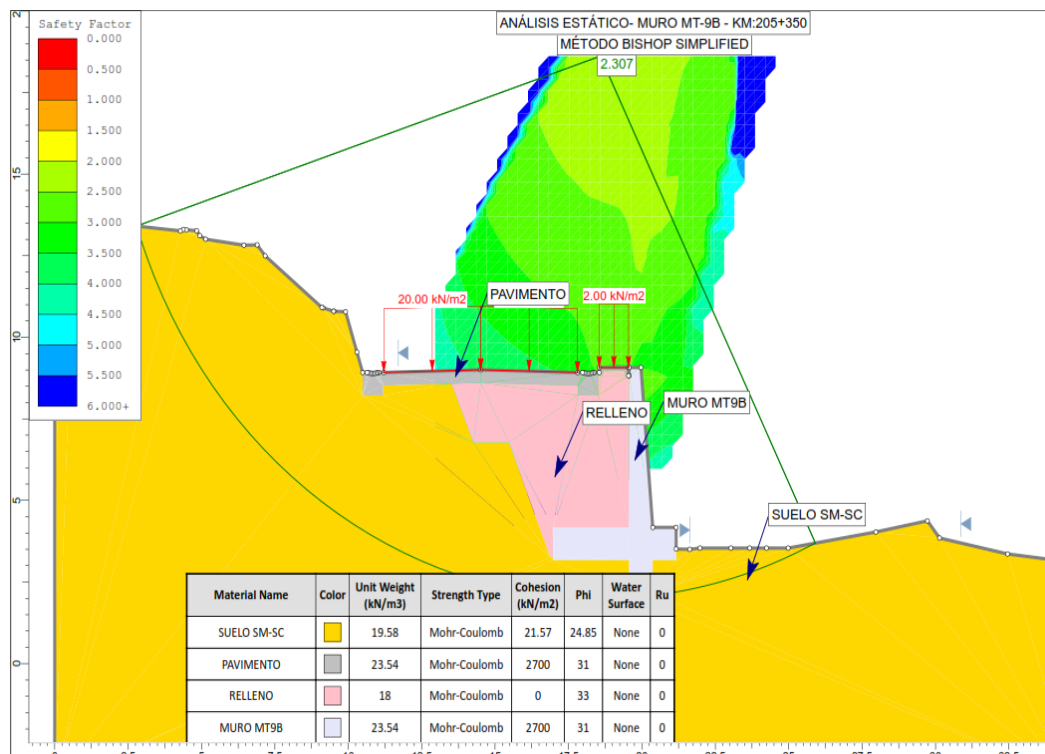 Safety Factor
0.000
0.500
1.000
1.500
2.000
2.500
3.000
3.500
4.000
4.500
5.000
5.500
6.000+
ANÁLISIS ESTÁTICO- MURO MT-9B - KM:205+350
MÉTODO BISHOP SIMPLIFIED
2.307
15
10
5
0
20.00 kN/m2
PAVIMENTO
2.00 kN/m2
RELLENO
MURO MT9B
SUELO SM-SC
Material Name Color Unit Weight (kN/m3) Strength Type Cohesion (kN/m2) Phi Water Surface Ru
SUELO SM-SC 19.58 Mohr-Coulomb 21.57 24.85 None 0
PAVIMENTO 23.54 Mohr-Coulomb 2700 31 None 0
RELLENO 18 Mohr-Coulomb 0 33 None 0
MURO MT9B 23.54 Mohr-Coulomb 2700 31 None 0